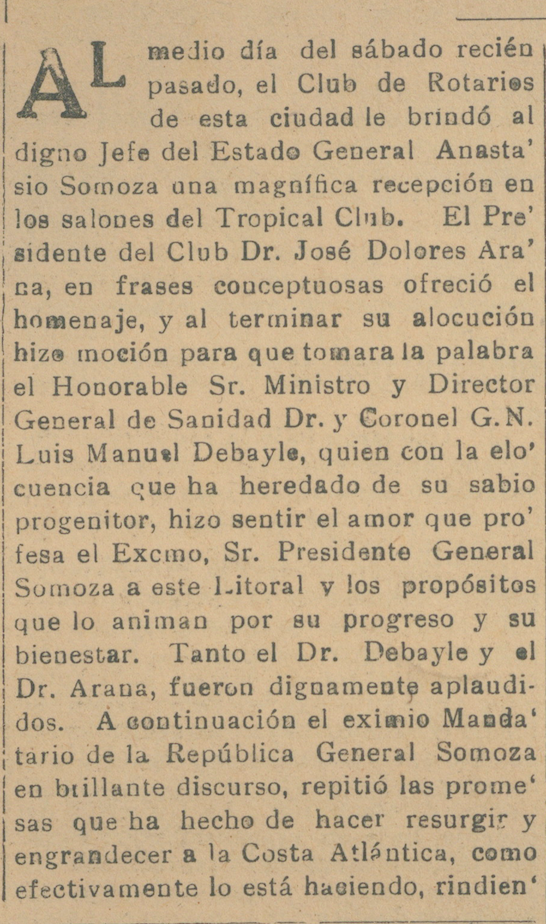 AL medio día del sábado recién
pasado, el Club de Rotarios
de esta ciudad le brindó al
digno Jefe del Estado General Anasta'
sio Somoza una magnífica recepción en
los salones del Tropical Club. El Pre'
sidente del Club Dr. José Dolores Ara'
na, en frases conceptuosas ofreció el
homenaje, y al terminar su alocución
hizo moción para que tomara la palabra
el Honorable Sr. Ministro y Director
General de Sanidad Dr. y Coronel G. N.
Luis Manuel Debayle, quien con la elo'
cuencia que ha heredado de su sabio
progenitor, hizo sentir el amor que pro'
fesa el Excmo, Sr. Presidente General
Somoza a este Litoral y los propósitos
que lo animan por su progreso y su
bienestar. Tanto el Dr. Debayle y el
Dr. Arana, fueron dignamente aplaudi-
dos. A continuación el eximio Manda'
tario de la República General Somoza
en brillante discurso, repitió las prome'
sas que ha hecho de hacer resurgir y
engrandecer a la Costa Atlántica, como
efectivamente lo está haciendo, rindien'